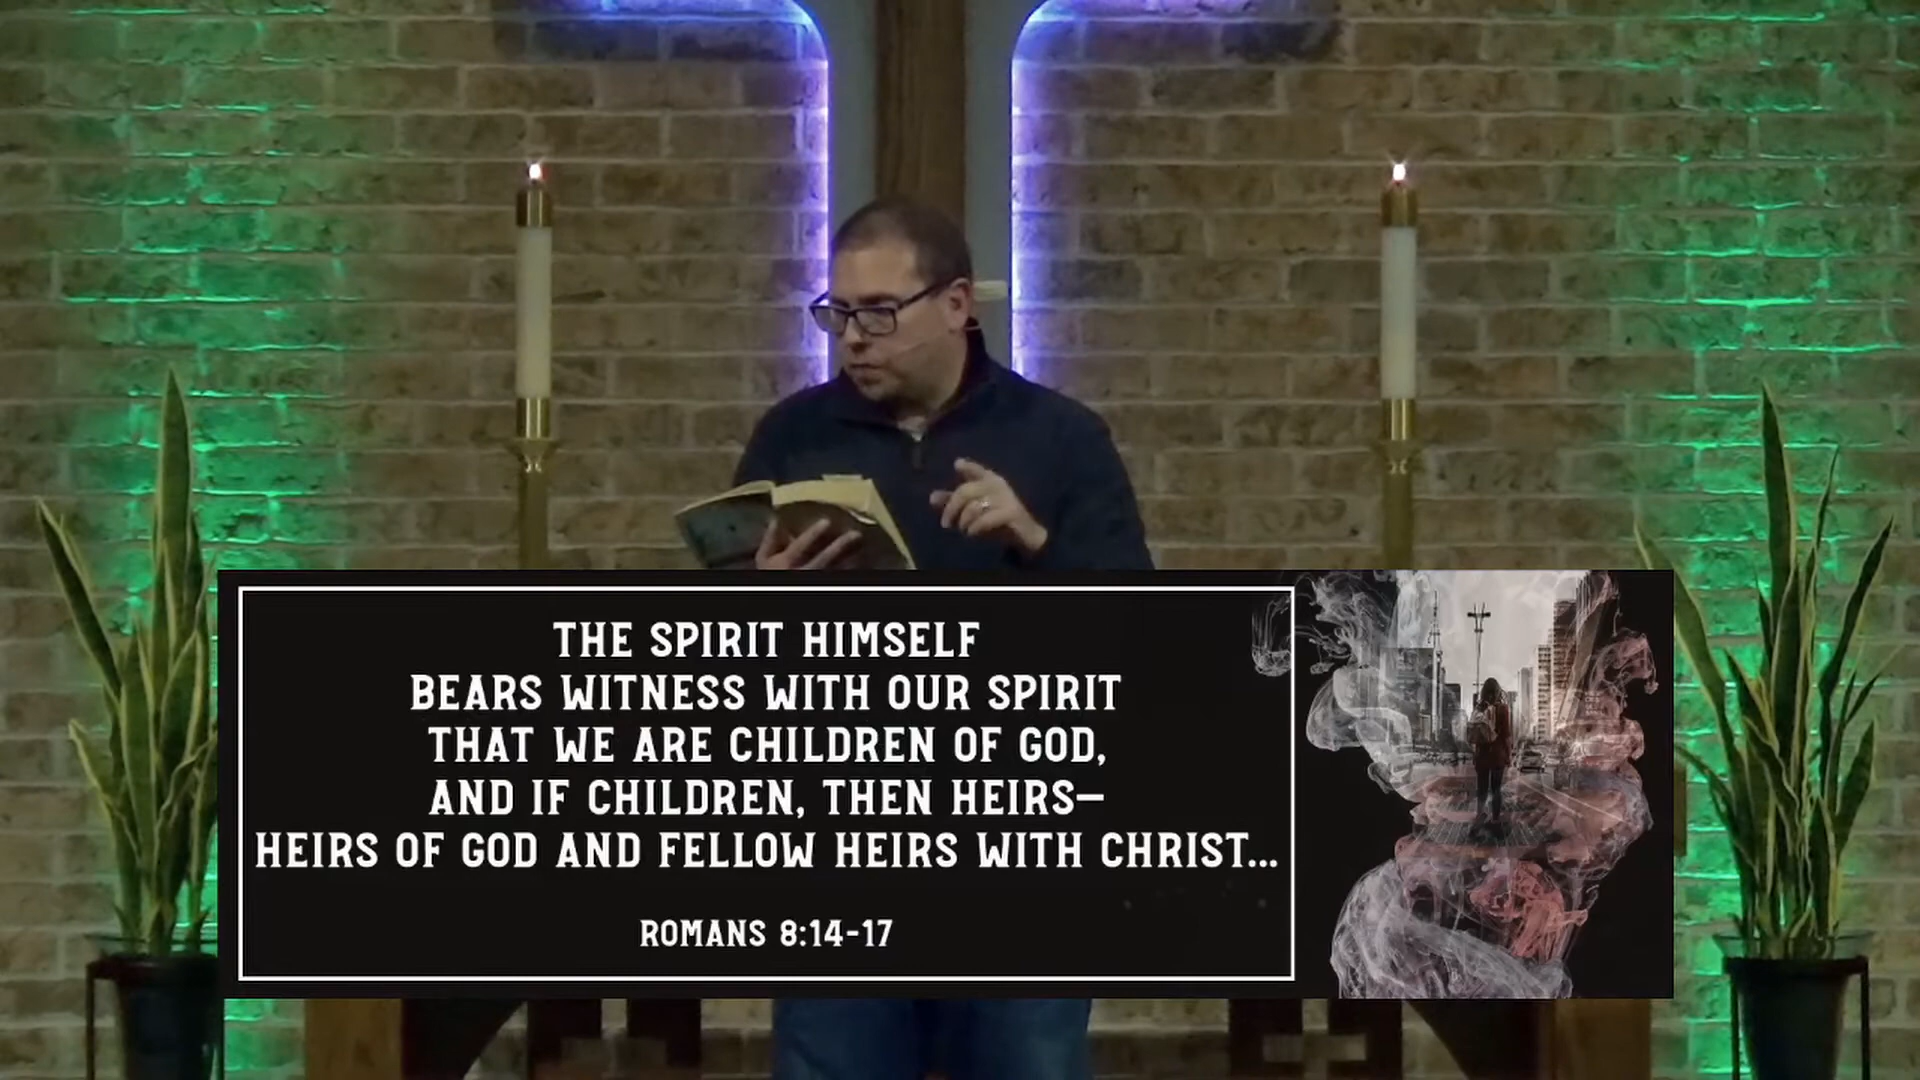 THE SPIRIT HIMSELF
BEARS WITNESS WITH OUR SPIRIT
THAT WE ARE CHILDREN OF GOD,
AND IF CHILDREN, THEN HEIRS—
HEIRS OF GOD AND FELLOW HEIRS WITH CHRIST...
ROMANS 8:14-17